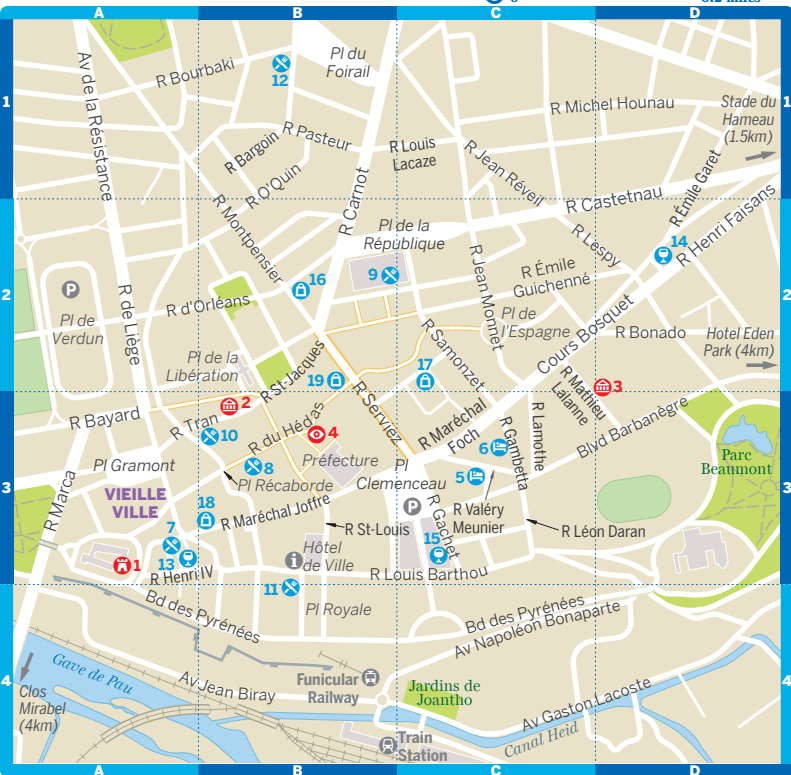 A
B
C
D
R Bourbaki
12
Pl du
Foirail
Av de la Résistance
1
R Michel Hounau
Stade du
Hameau
(1.5km)
1
R Bargoin
R Pasteur
R Louis
Lacaze
R Jean Réveil
R O'Quin
R Carnot
R Castetnau
R Émile Garet
R Henri Faisans
R Montpensier
Pl de la
République
R Lespy
14
9
16
R Jean Monnet
R Émile
Guichenné
2
P
Pl de
Verdun
R de Liège
R d'Orléans
Pl de
l'Espagne
Cours Bosquet
R Bonado
Hotel Eden
Park (4km)
2
Pl de la
Libération
R St-Jacques
19
R Samonzet
17
R Mathieu
Lalanne
3
2
R Bayard
R Tran
10
R du Hédas
4
R Serviez
R Maréchal
Foch
6
R Gambetta
R Lamothe
Blvd Barbanègre
Parc
Beaumont
Pl Gramont
8
Préfecture
Pl
Clemenceau
5
Pl Récaborde
3
R Marca
VIEILLE
VILLE
18
R Maréchal Joffre
P
R Gachet
R Valéry
Meunier
3
R St-Louis
R Léon Daran
7
15
1
13
R Henri IV
i
Hôtel
de Ville
R Louis Barthou
11
Pl Royale
Bd des Pyrénées
Bd des Pyrénées
Av Napoléon Bonaparte
4
Gave de Pau
Clos
Mirabel
(4km)
Av Jean Biray
Funicular
Railway
Jardins de
Joantho
Av Gaston Lacoste
4
Canal Heid
Train
Station
A
B
C
D